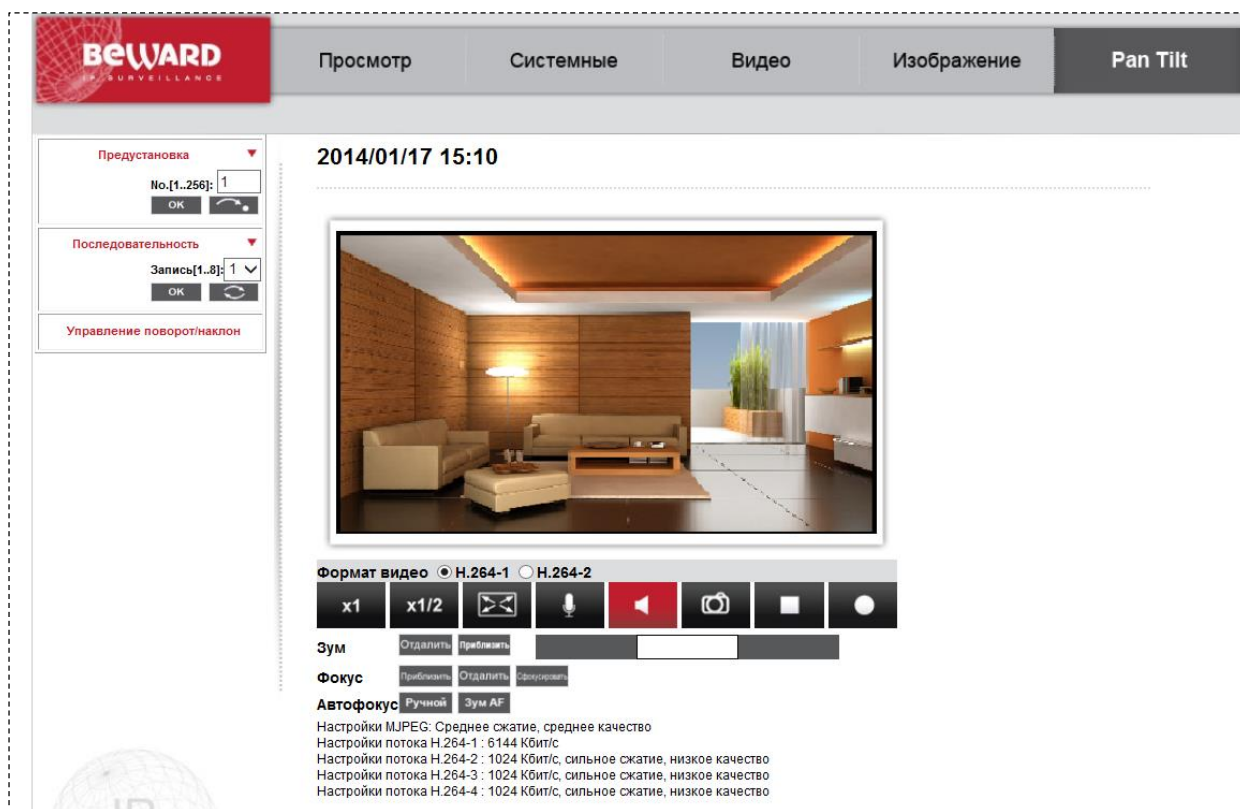 BEWARD
IP SURVEILLANCE
Просмотр
Системные
Видео
Изображение
Pan Tilt
Предустановка
No.[1..256]: 1
OK
Последовательность
Запись[1..8]: 1
OK
Управление поворот/наклон
2014/01/17 15:10
Формат видео H.264-1 H.264-2
x1 x1/2
Зум Отдалить Приблизить
Фокус Приблизить Отдалить Сфокусировать
Автофокус Ручной Зум AF
Настройки MJPEG: Среднее сжатие, среднее качество
Настройки потока H.264-1 : 6144 Кбит/с
Настройки потока H.264-2 : 1024 Кбит/с, сильное сжатие, низкое качество
Настройки потока H.264-3 : 1024 Кбит/с, сильное сжатие, низкое качество
Настройки потока H.264-4 : 1024 Кбит/с, сильное сжатие, низкое качество